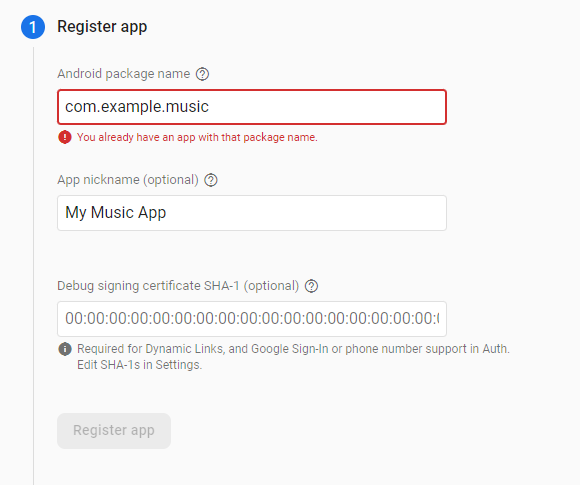 1 Register app
Android package name ?
com.example.music
! You already have an app with that package name.
App nickname (optional) ?
My Music App
Debug signing certificate SHA-1 (optional) ?
00:00:00:00:00:00:00:00:00:00:00:00:00:00:00:00:00:
i Required for Dynamic Links, and Google Sign-In or phone number support in Auth.
Edit SHA-1s in Settings.
Register app